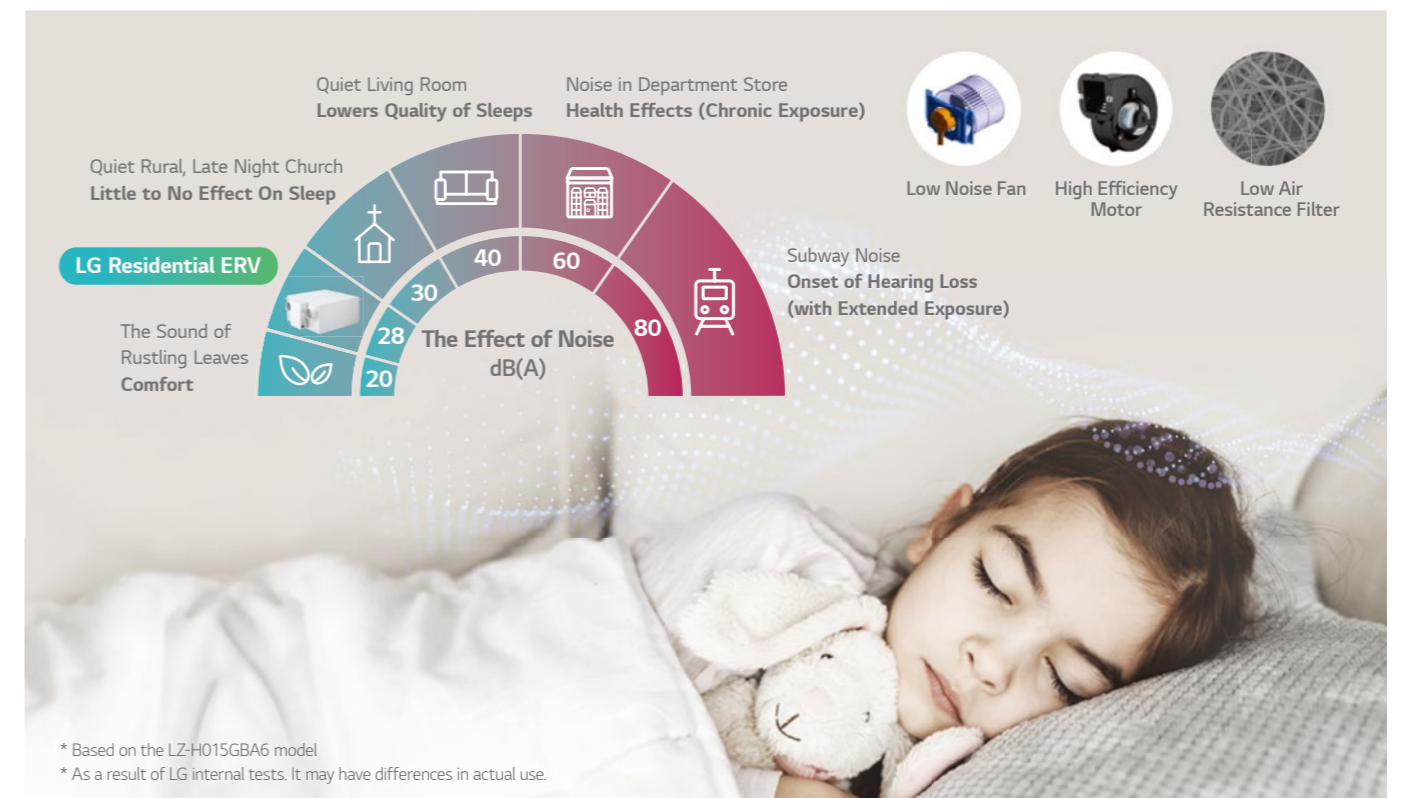 Quiet Living Room
Lowers Quality of Sleeps
Noise in Department Store
Health Effects (Chronic Exposure)
Quiet Rural, Late Night Church
Little to No Effect On Sleep
LG Residential ERV
The Sound of
Rustling Leaves
Comfort
20
28
30
40
60
80
The Effect of Noise
dB(A)
Subway Noise
Onset of Hearing Loss
(with Extended Exposure)
Low Noise Fan
High Efficiency
Motor
Low Air
Resistance Filter
* Based on the LZ-H015GBA6 model
* As a result of LG internal tests. It may have differences in actual use.